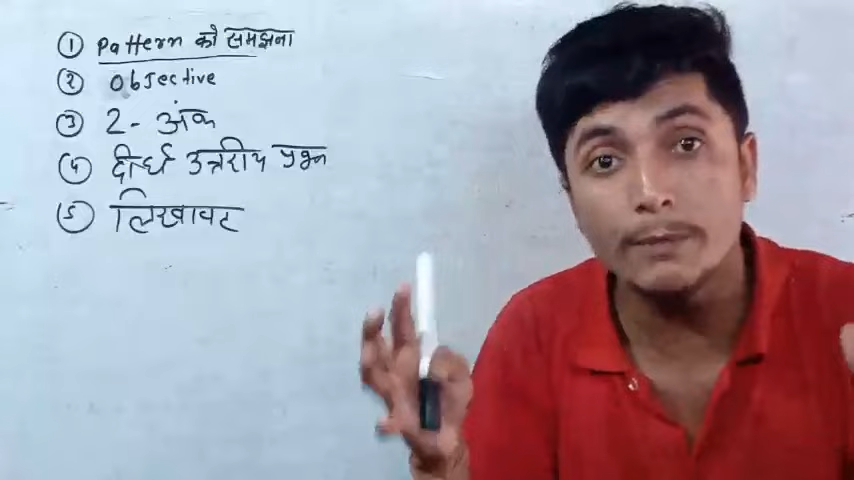 ① Pattern को समझना
② Objective
③ 2 - अंक
④ दीर्घ उत्तरीय प्रश्न
⑤ लिखावट